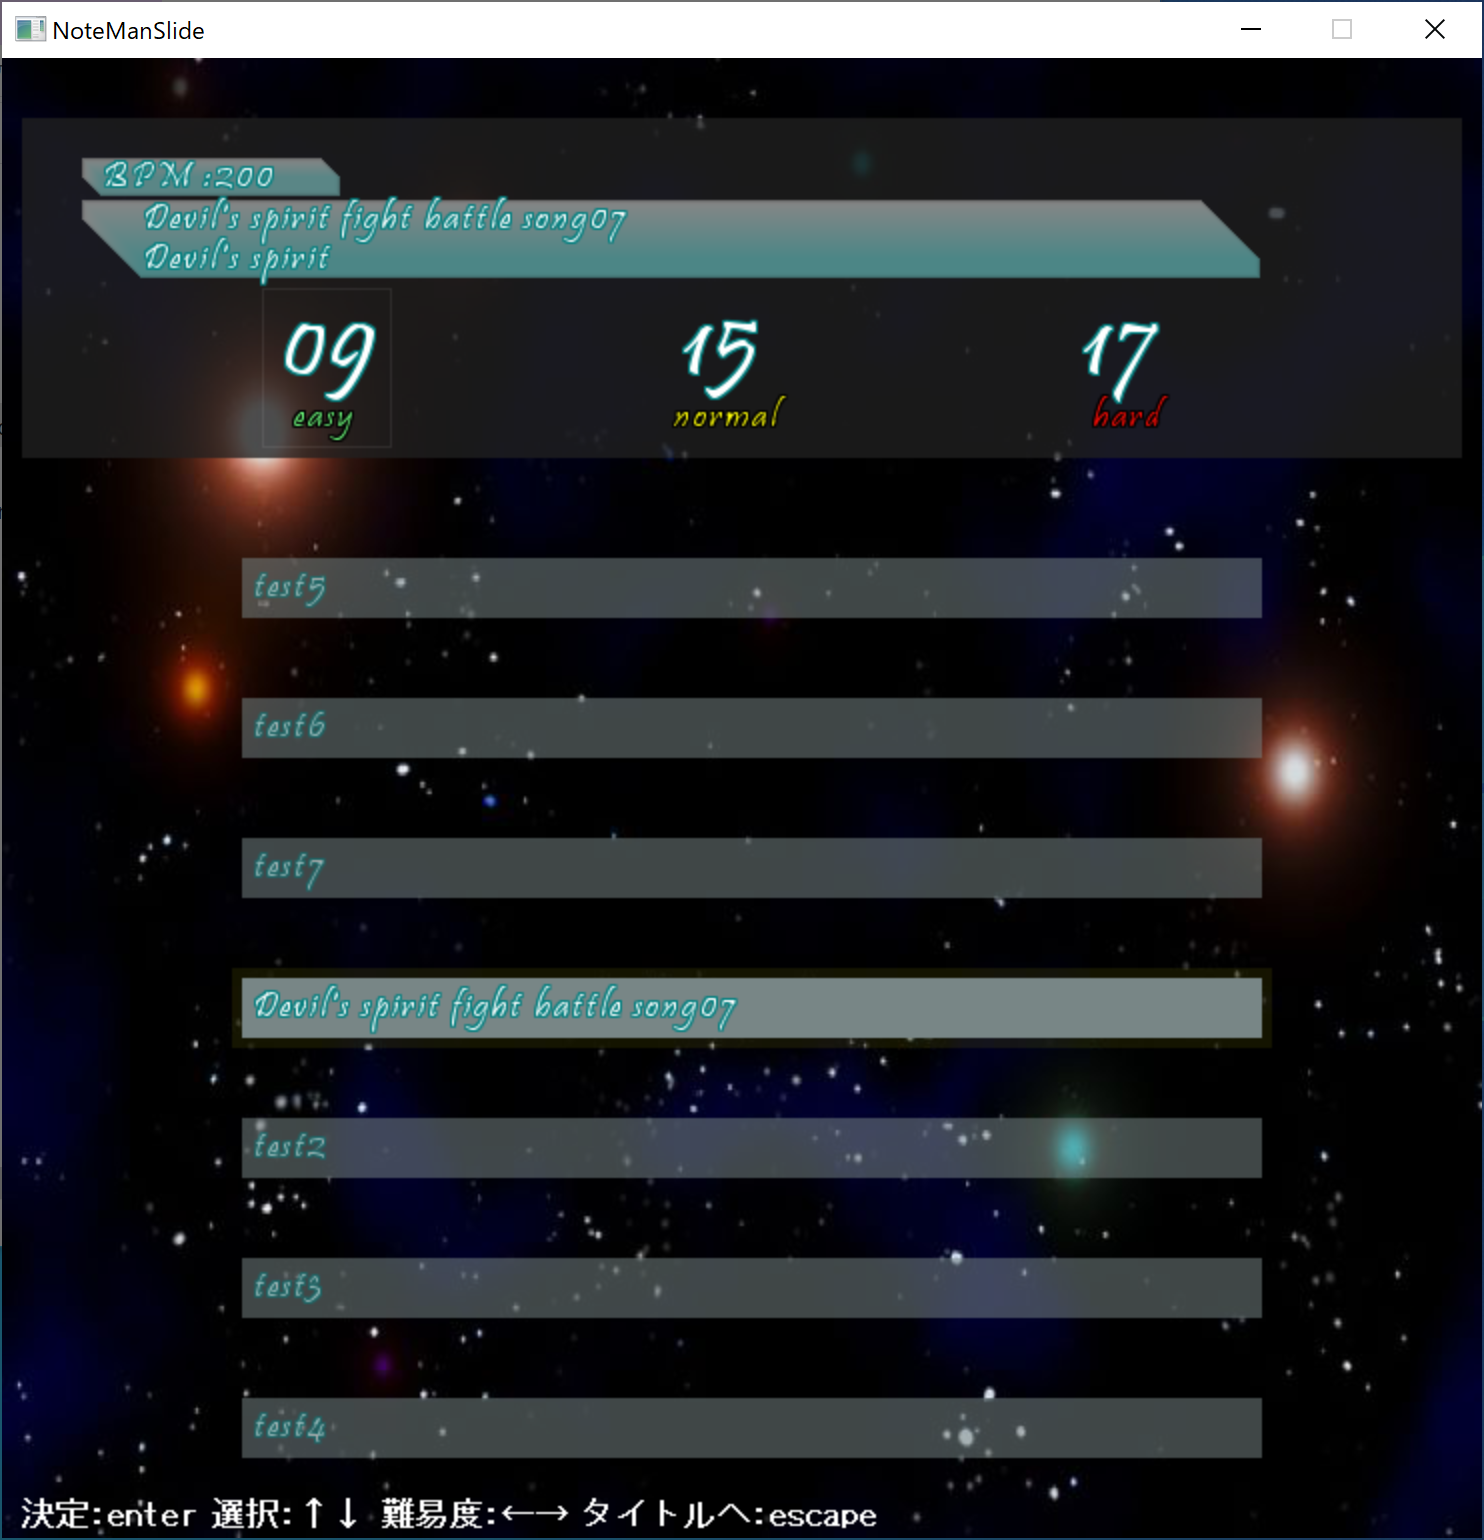 NoteManSlide
BPM :200
Devil's spirit fight battle song07
Devil's spirit
09 15 17
easy normal hard
test5
test6
test7
Devil's spirit fight battle song07
test2
test3
test4
決定:enter 選択:↑↓ 難易度:←→ タイトルへ:escape